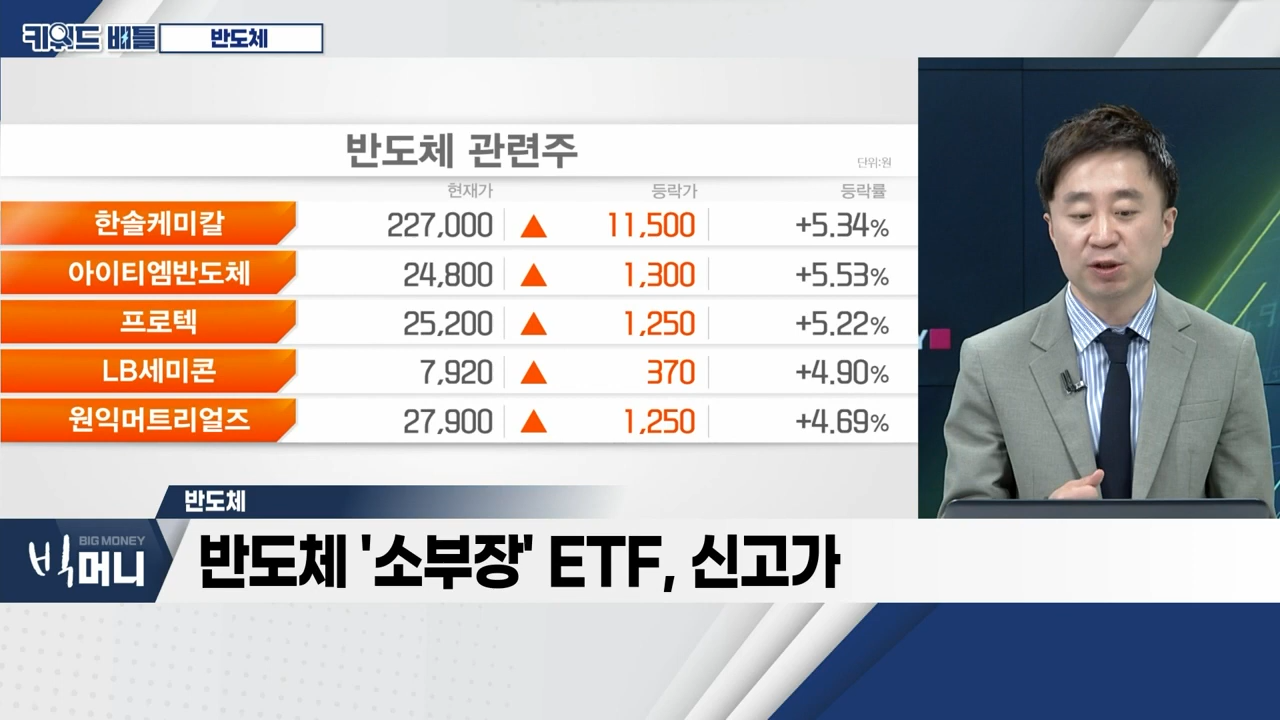 키워드 배틀
반도체
반도체 관련주
단위:원
현재가 등락가 등락률
한솔케미칼 227,000 ▲ 11,500 +5.34%
아이티엠반도체 24,800 ▲ 1,300 +5.53%
프로텍 25,200 ▲ 1,250 +5.22%
LB세미콘 7,920 ▲ 370 +4.90%
원익머트리얼즈 27,900 ▲ 1,250 +4.69%
반도체
BIG MONEY
빅머니
반도체 '소부장' ETF, 신고가